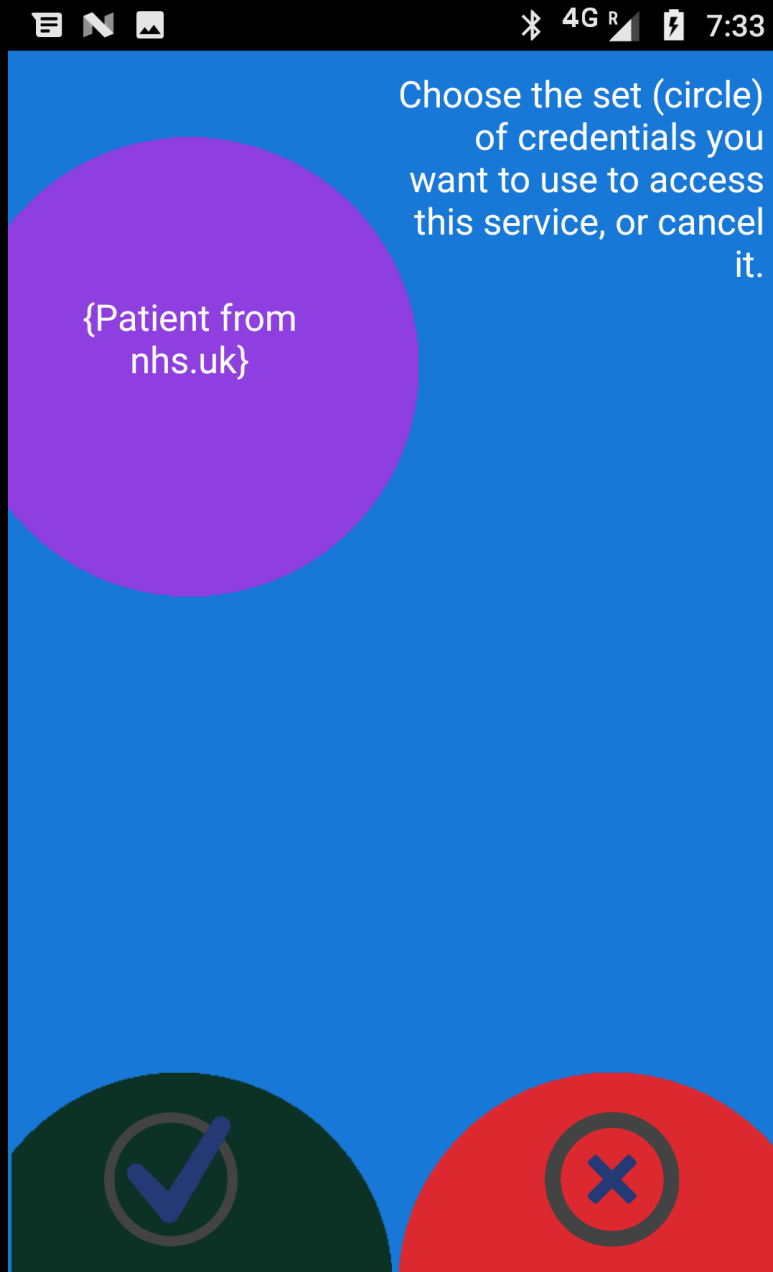 4G R 7:33
Choose the set (circle)
of credentials you
want to use to access
this service, or cancel
it.
{Patient from
nhs.uk}